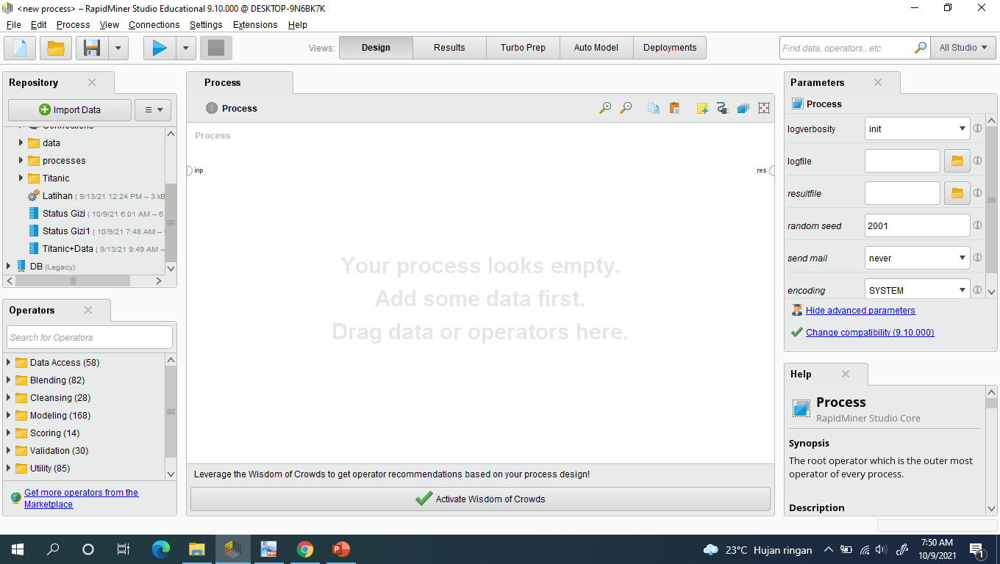 <new process> – RapidMiner Studio Educational 9.10.000 @ DESKTOP-9N6BK7K
File Edit Process View Connections Settings Extensions Help
Views: Design Results Turbo Prep Auto Model Deployments
Find data, operators...etc
All Studio
Repository
Import Data
Connections
data
processes
Titanic
Latihan ( 9/13/21 12:24 PM – 3 kB
Status Gizi ( 10/9/21 6:01 AM – 6
Status Gizi1 ( 10/9/21 7:48 AM –
Titanic+Data ( 9/13/21 9:49 AM –
DB (Legacy)
Operators
Search for Operators
Data Access (58)
Blending (82)
Cleansing (28)
Modeling (168)
Scoring (14)
Validation (30)
Utility (85)
Get more operators from the
Marketplace
Process
Process
Process
inp
res
Your process looks empty.
Add some data first.
Drag data or operators here.
Leverage the Wisdom of Crowds to get operator recommendations based on your process design!
Activate Wisdom of Crowds
Parameters
Process
logverbosity init
logfile
resultfile
random seed 2001
send mail never
encoding SYSTEM
Hide advanced parameters
Change compatibility (9.10.000)
Help
Process
RapidMiner Studio Core
Synopsis
The root operator which is the outer most
operator of every process.
Description
23°C Hujan ringan
7:50 AM
10/9/2021
1